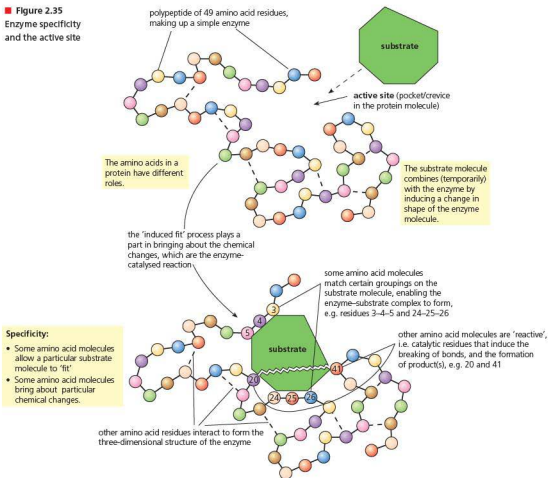 ■ Figure 2.35
Enzyme specificity
and the active site
polypeptide of 49 amino acid residues,
making up a simple enzyme
substrate
active site (pocket/crevice
in the protein molecule)
The amino acids in a
protein have different
roles.
The substrate molecule
combines (temporarily)
with the enzyme by
inducing a change in
shape of the enzyme
molecule.
the ‘induced fit’ process plays a
part in bringing about the chemical
changes, which are the enzyme-
catalysed reaction
some amino acid molecules
match certain groupings on the
substrate molecule, enabling the
enzyme–substrate complex to form,
e.g. residues 3–4–5 and 24–25–26
Specificity:
• Some amino acid molecules
allow a particular substrate
molecule to ‘fit’
• Some amino acid molecules
bring about particular
chemical changes.
3
4
5
substrate
other amino acid molecules are ‘reactive’,
i.e. catalytic residues that induce the
breaking of bonds, and the formation
of product(s), e.g. 20 and 41
41
20
24
25
26
other amino acid residues interact to form the
three-dimensional structure of the enzyme